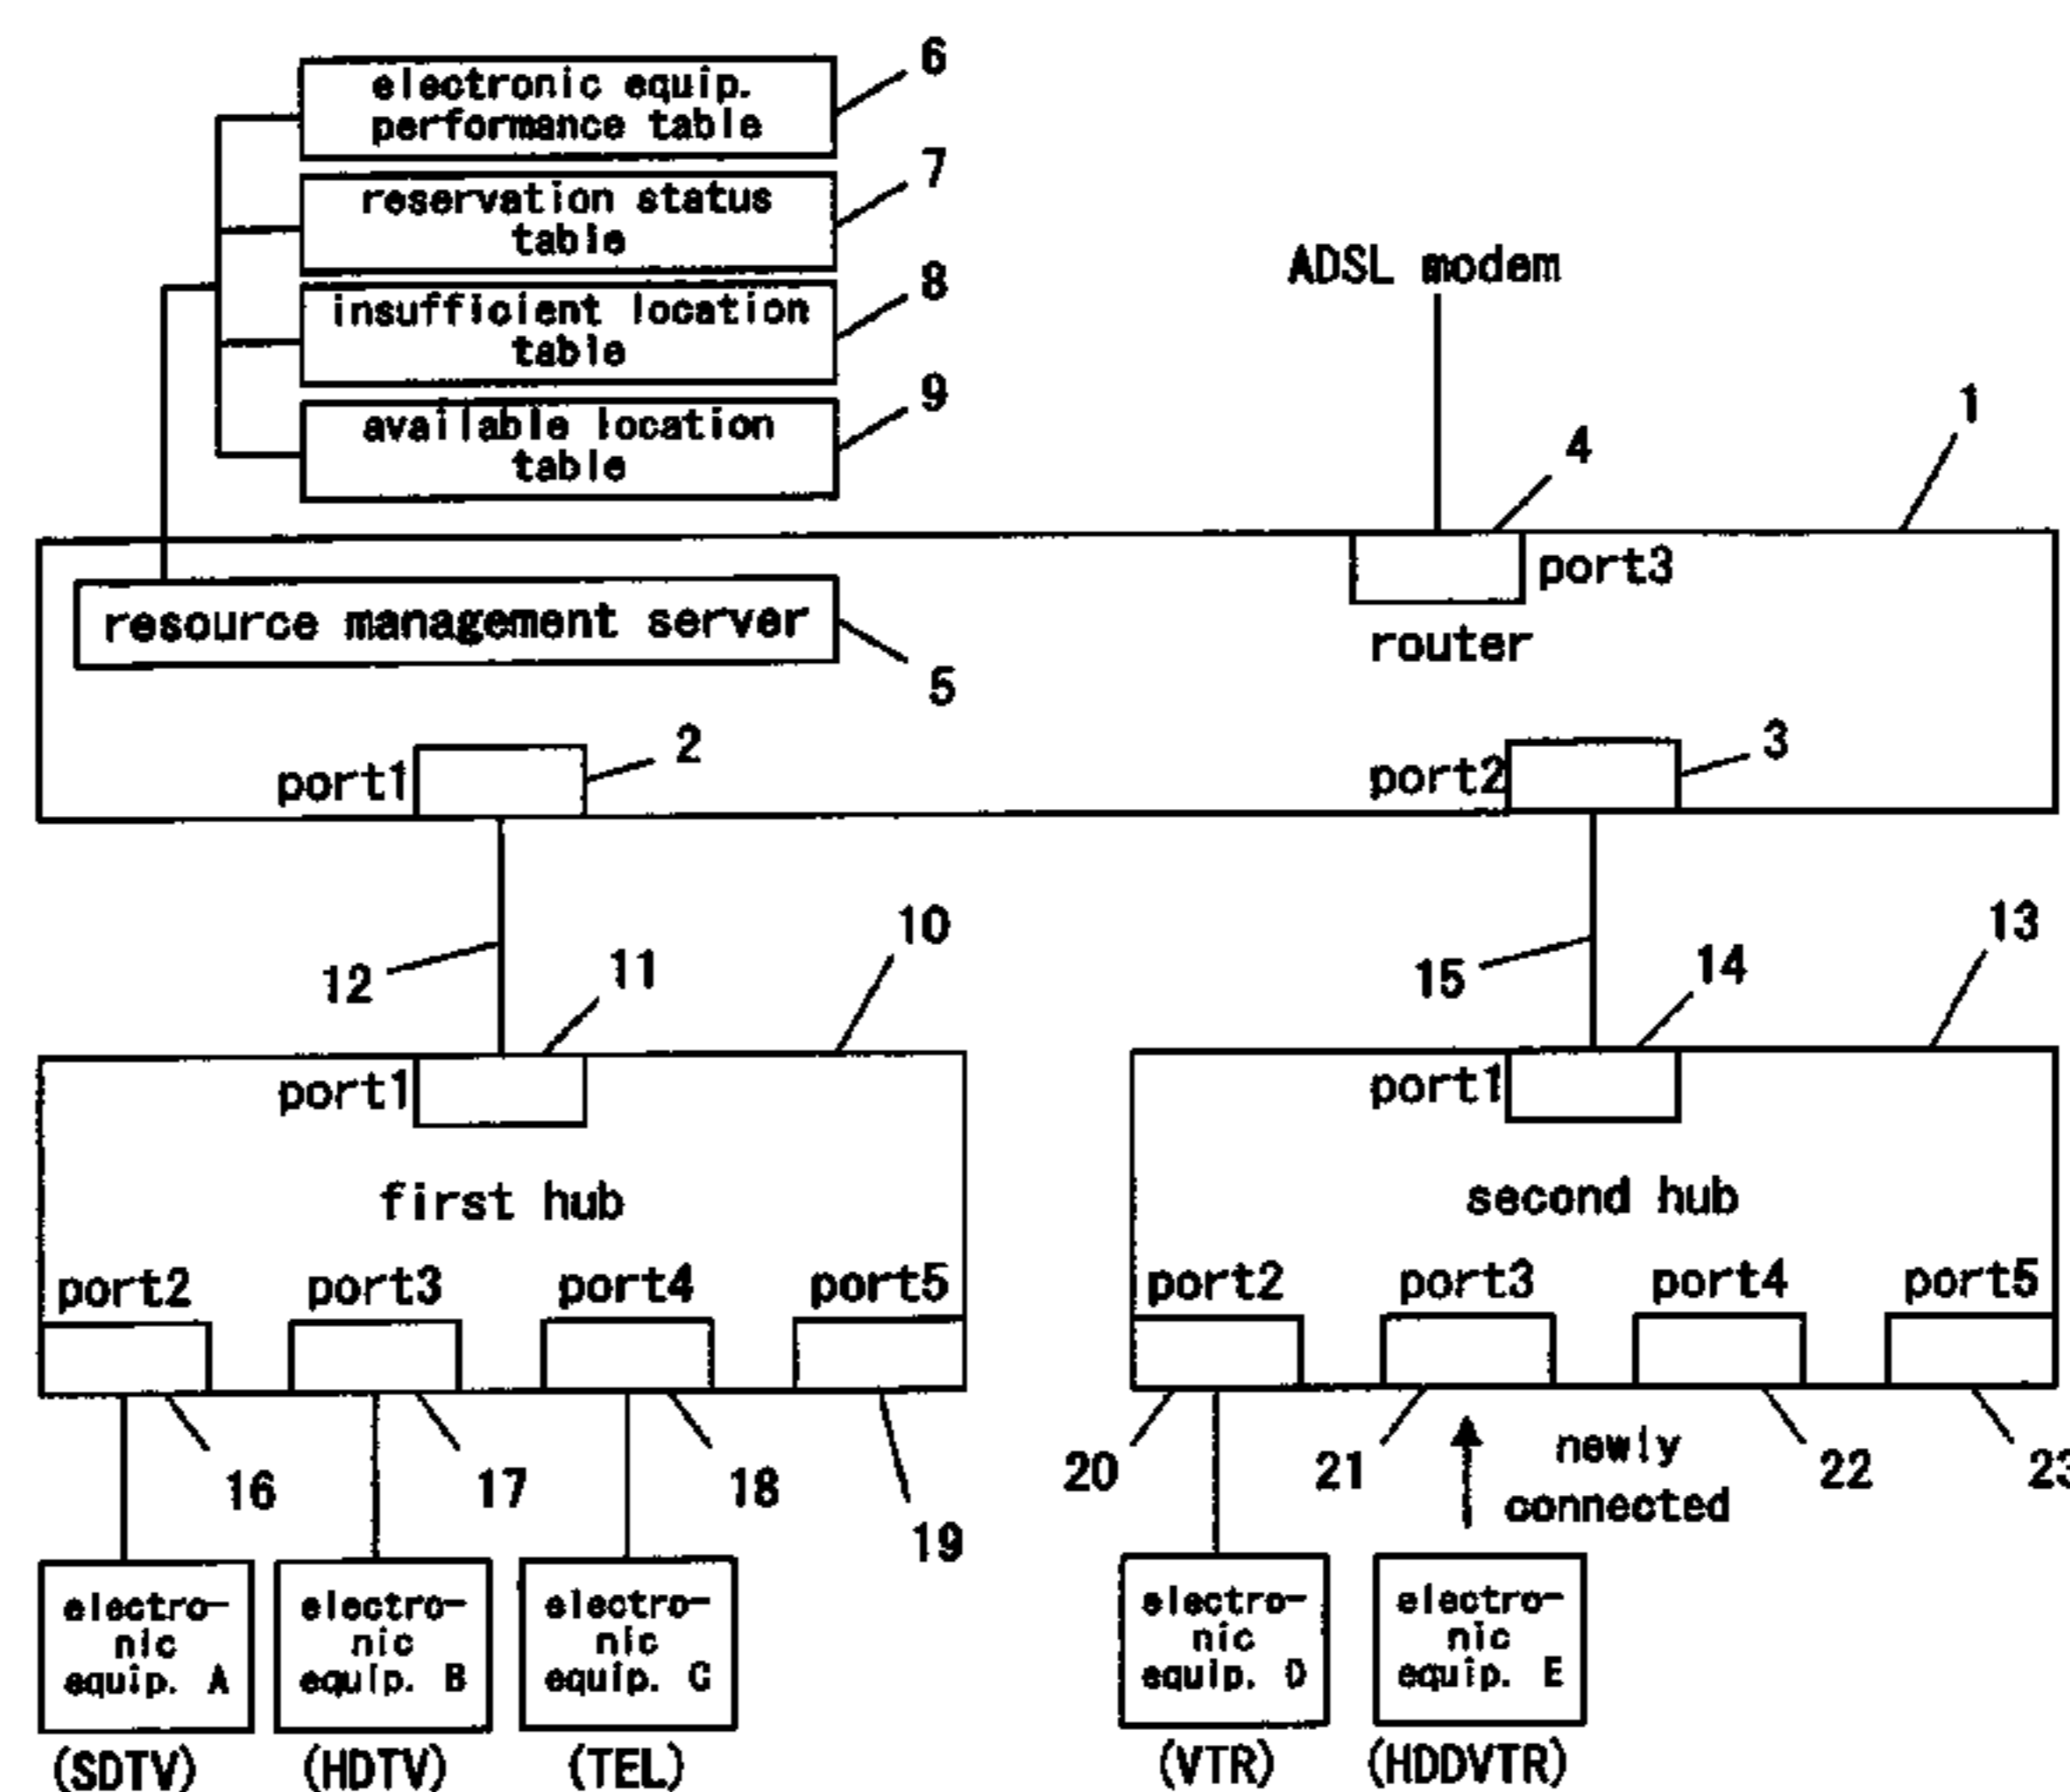 electronic equip.
performance table
6
reservation status
table
7
insufficient location
table
8
available location
table
9
ADSL modem
4
1
port3
router
resource management server
5
port1
2
port2
3
12
11
10
15
14
13
port1
first hub
port2
port3
port4
port5
port1
second hub
port2
port3
port4
port5
16
17
18
19
20
21
newly
connected
22
23
electro-
nic
equip. A
(SDTV)
electro-
nic
equip. B
(HDTV)
electro-
nic
equip. C
(TEL)
electro-
nic
equip. D
(VTR)
electro-
nic
equip. E
(HDDVTR)